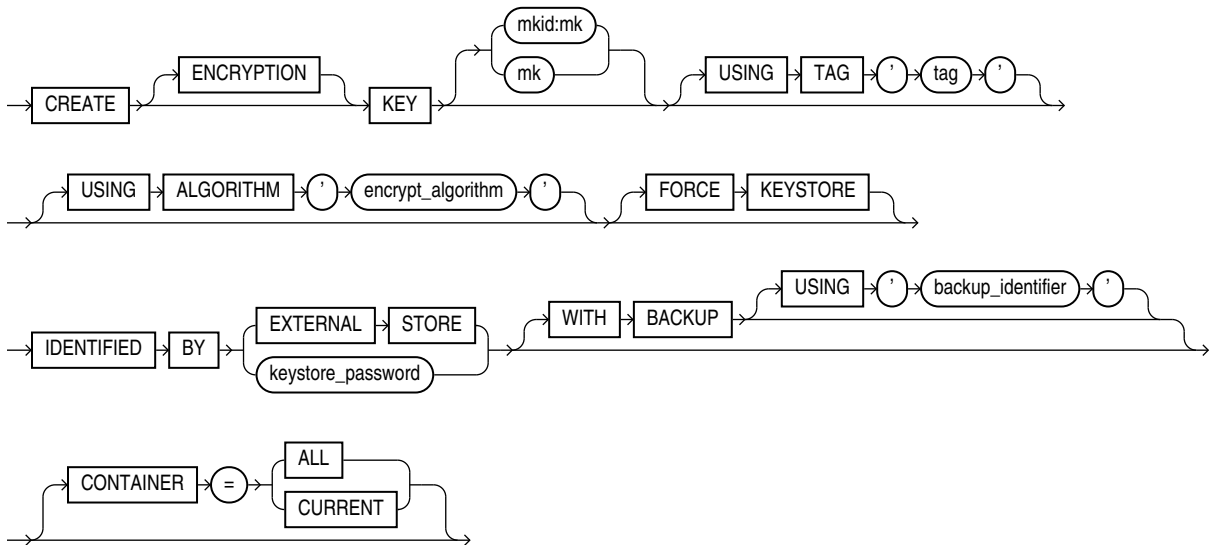 mkid:mk
ENCRYPTION mk USING TAG ' tag '
CREATE KEY
USING ALGORITHM ' encrypt_algorithm ' FORCE KEYSTORE
USING ' backup_identifier '
EXTERNAL STORE WITH BACKUP
IDENTIFIED BY
keystore_password
ALL
CONTAINER =
CURRENT